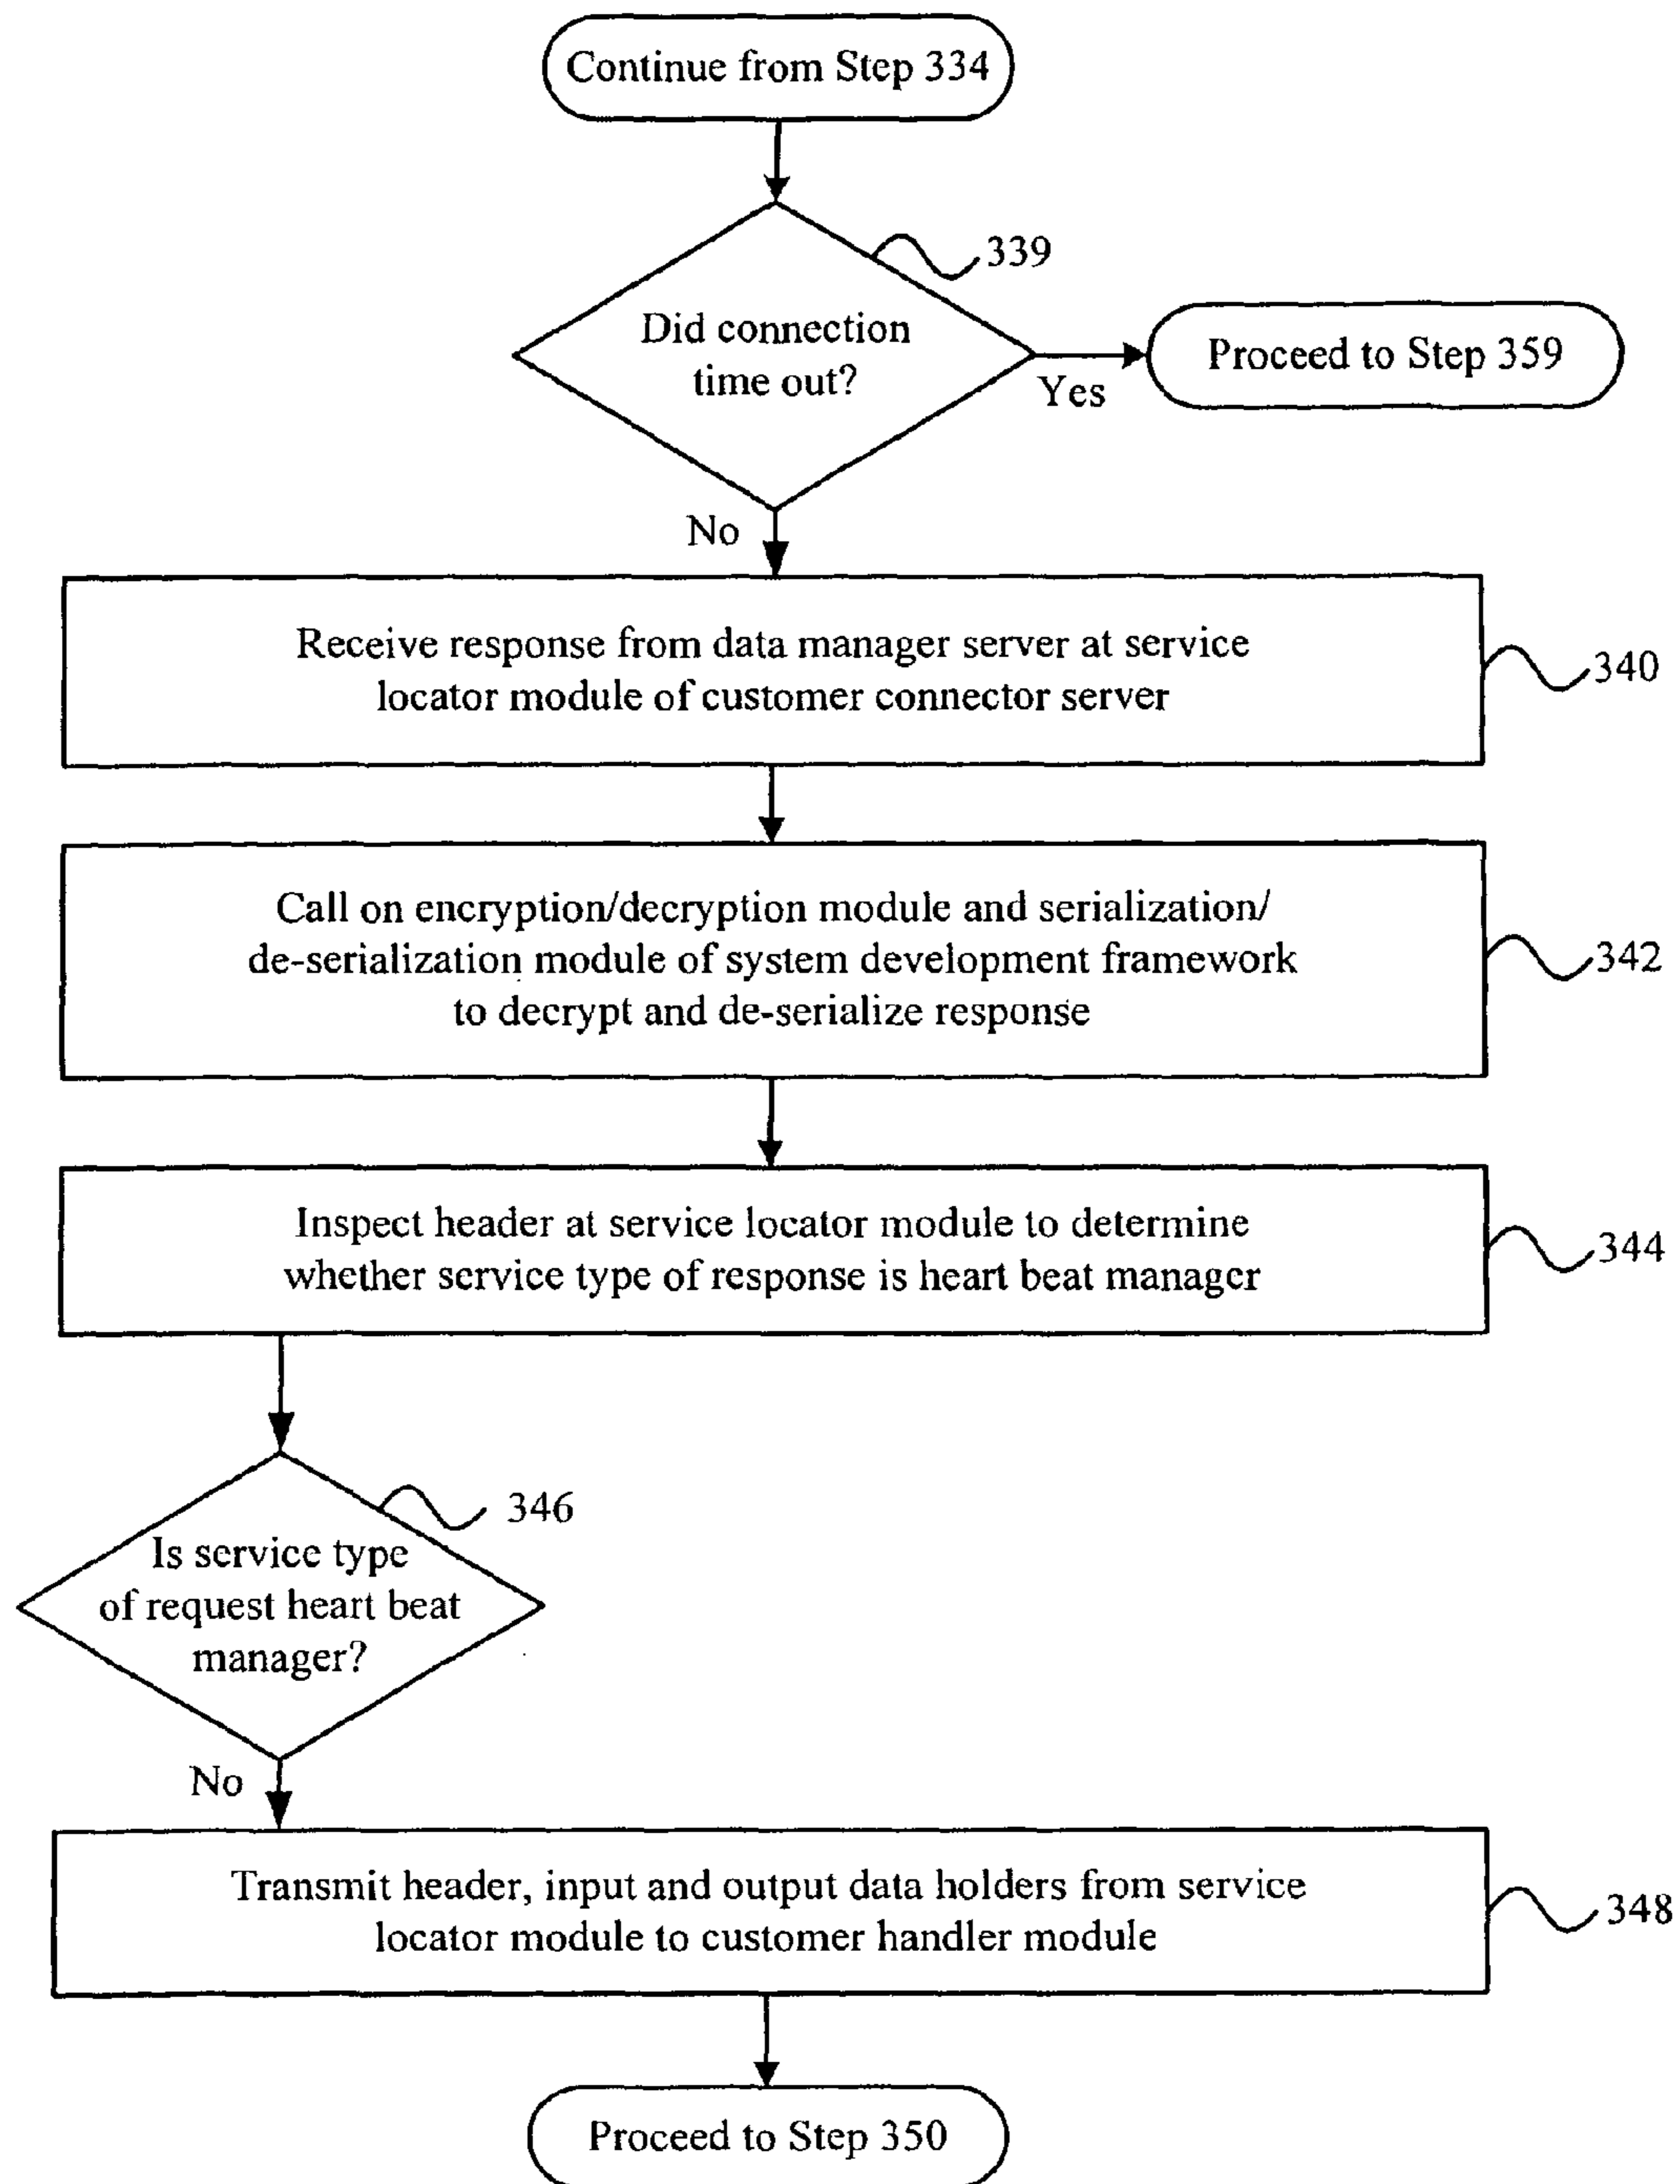 Continue from Step 334
339
Did connection
time out?
Yes
Proceed to Step 359
No
Receive response from data manager server at service
locator module of customer connector server
340
Call on encryption/decryption module and serialization/
de-serialization module of system development framework
to decrypt and de-serialize response
342
Inspect header at service locator module to determine
whether service type of response is heart beat manager
344
346
Is service type
of request heart beat
manager?
No
Transmit header, input and output data holders from service
locator module to customer handler module
348
Proceed to Step 350